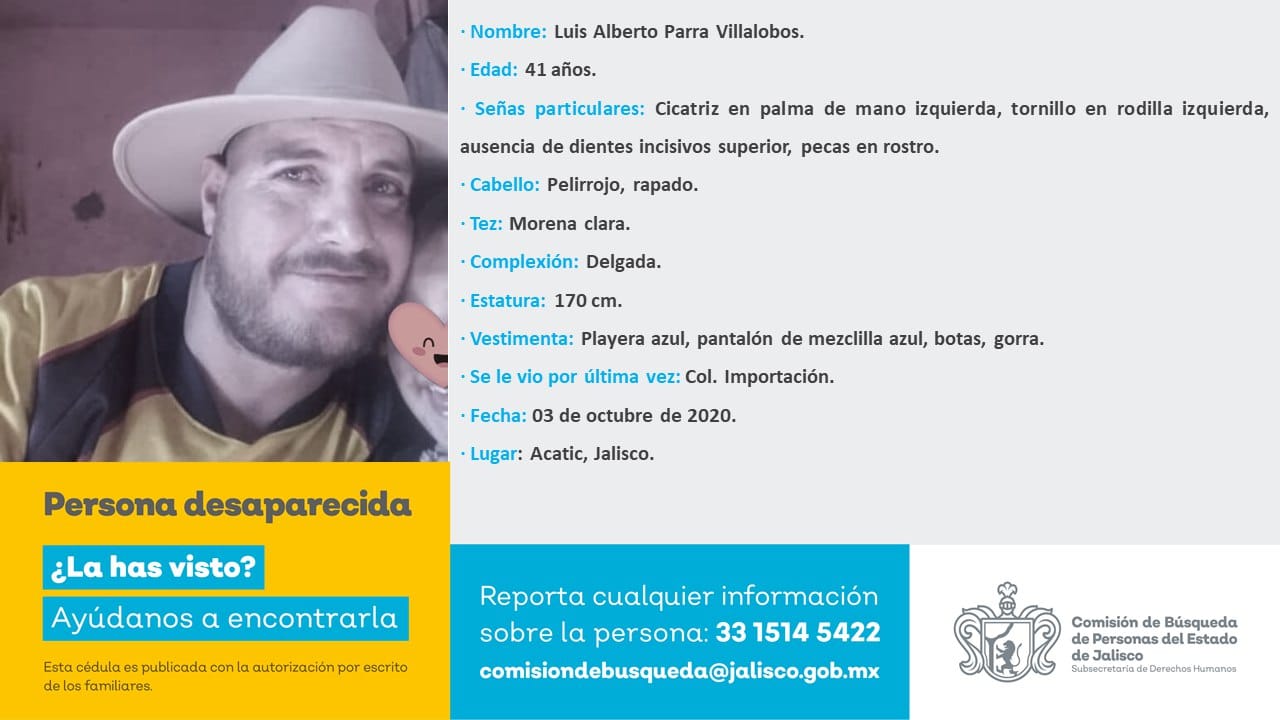 · Nombre: Luis Alberto Parra Villalobos.
· Edad: 41 años.
· Señas particulares: Cicatriz en palma de mano izquierda, tornillo en rodilla izquierda,
ausencia de dientes incisivos superior, pecas en rostro.
· Cabello: Pelirrojo, rapado.
· Tez: Morena clara.
· Complexión: Delgada.
· Estatura: 170 cm.
· Vestimenta: Playera azul, pantalón de mezclilla azul, botas, gorra.
· Se le vio por última vez: Col. Importación.
· Fecha: 03 de octubre de 2020.
· Lugar: Acatic, Jalisco.
Persona desaparecida
¿La has visto?
Ayúdanos a encontrarla
Esta cédula es publicada con la autorización por escrito
de los familiares.
Reporta cualquier información
sobre la persona: 33 1514 5422
comisiondebusqueda@jalisco.gob.mx
Comisión de Búsqueda
de Personas del Estado
de Jalisco
Subsecretaría de Derechos Humanos